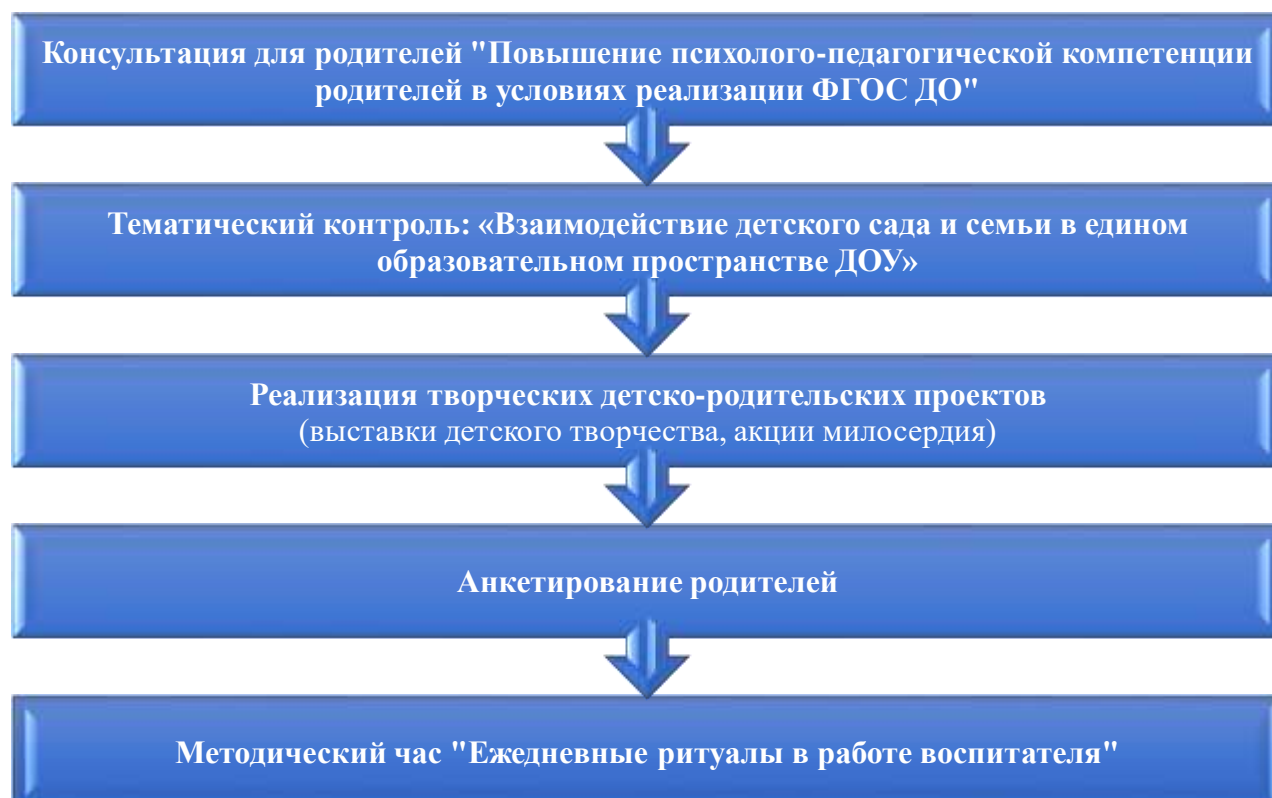 Консультация для родителей "Повышение психолого-педагогической компетенции
родителей в условиях реализации ФГОС ДО"
Тематический контроль: «Взаимодействие детского сада и семьи в едином
образовательном пространстве ДОУ»
Реализация творческих детско-родительских проектов
(выставки детского творчества, акции милосердия)
Анкетирование родителей
Методический час "Ежедневные ритуалы в работе воспитателя"